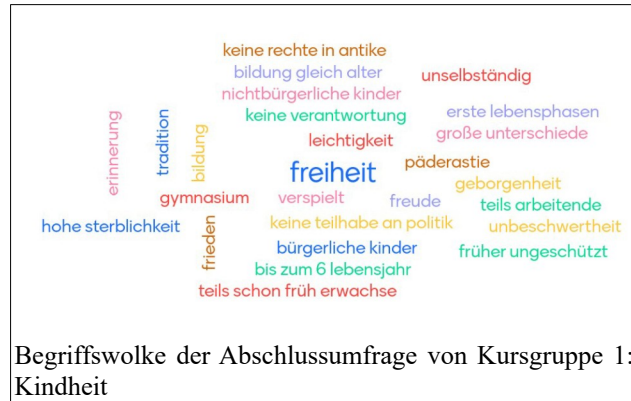 keine rechte in antike
bildung gleich alter
unselbständig
nichtbürgerliche kinder
keine verantwortung
erste lebensphasen
große unterschiede
leichtigkeit
erinnerung
tradition
bildung
freiheit
päderastie
geborgenheit
gymnasium
verspielt
freude
teils arbeitende
hohe sterblichkeit
frieden
keine teilhabe an politik
unbeschwertheit
bürgerliche kinder
früher ungeschützt
bis zum 6 lebensjahr
teils schon früh erwachse
Begriffswolke der Abschlussumfrage von Kursgruppe 1:
Kindheit